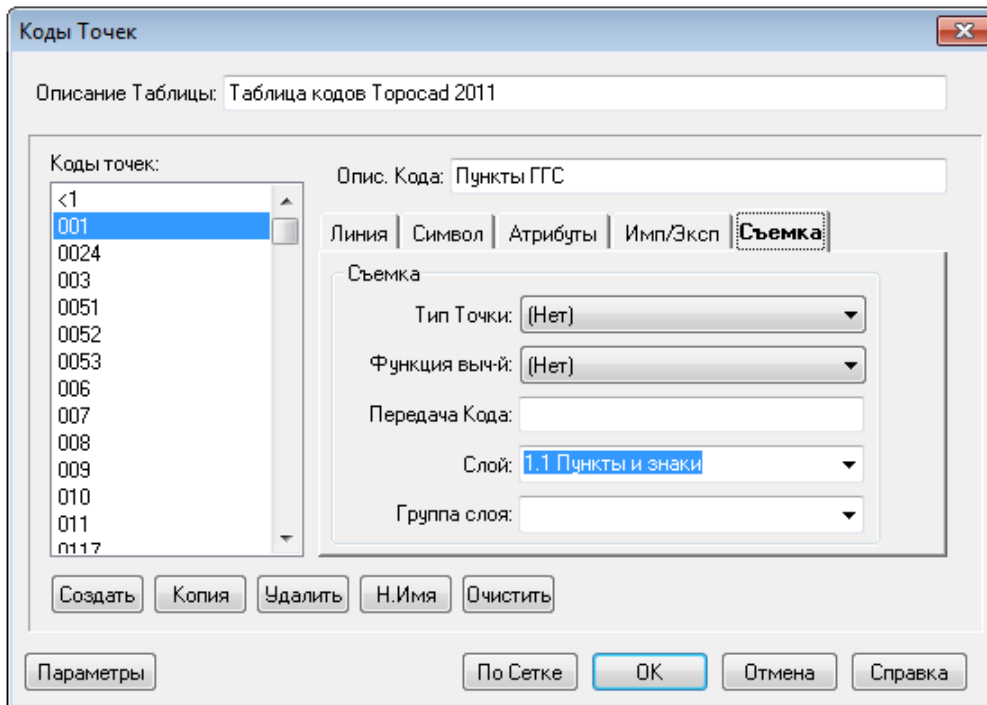 Коды Точек
Описание Таблицы: Таблица кодов Topocad 2011
Коды точек:
<1
001
0024
003
0051
0052
0053
006
007
008
009
010
011
0117
Опис. Кода: Пункты ГГС
Линия Символ Атрибуты Имп/Эксп Съемка
Съемка
Тип Точки: (Нет)
Функция выч-й: (Нет)
Передача Кода:
Слой: 1.1 Пункты и знаки
Группа слоя:
Создать Копия Удалить Н.Имя Очистить
Параметры По Сетке OK Отмена Справка